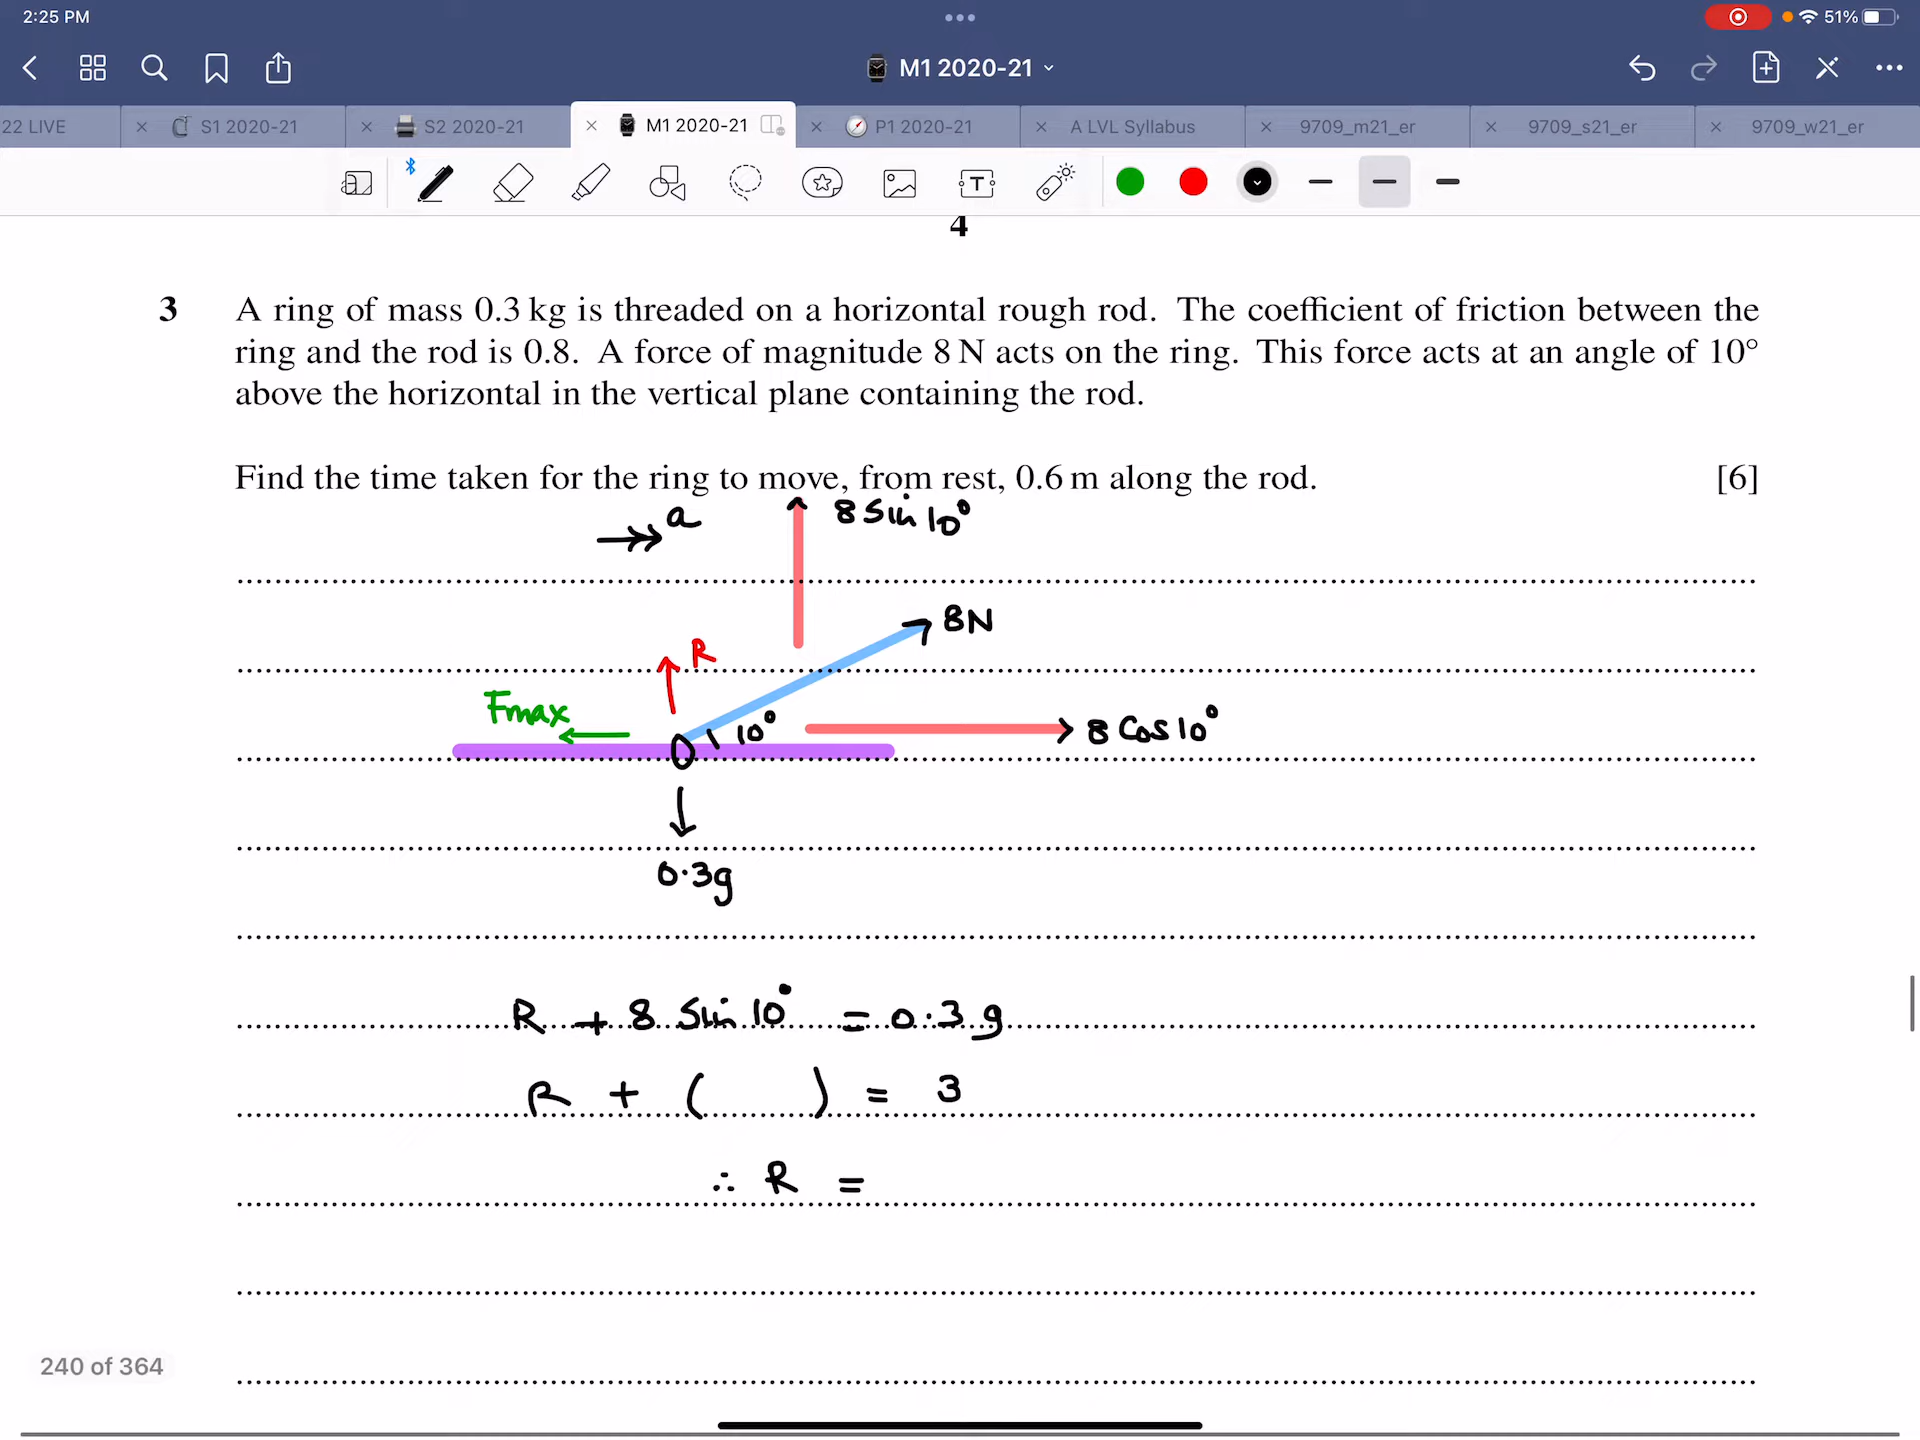 2:25 PM
51%
M1 2020-21
22 LIVE
S1 2020-21
S2 2020-21
M1 2020-21
P1 2020-21
A LVL Syllabus
9709_m21_er
9709_s21_er
9709_w21_er
4
3 A ring of mass 0.3 kg is threaded on a horizontal rough rod. The coefficient of friction between the
ring and the rod is 0.8. A force of magnitude 8 N acts on the ring. This force acts at an angle of 10°
above the horizontal in the vertical plane containing the rod.
Find the time taken for the ring to move, from rest, 0.6 m along the rod. [6]
a
8 Sin 10°
8N
R
Fmax
10°
8 Cos 10°
0.3g
R + 8 Sin 10° = 0.3g
R + ( ) = 3
∴ R =
240 of 364